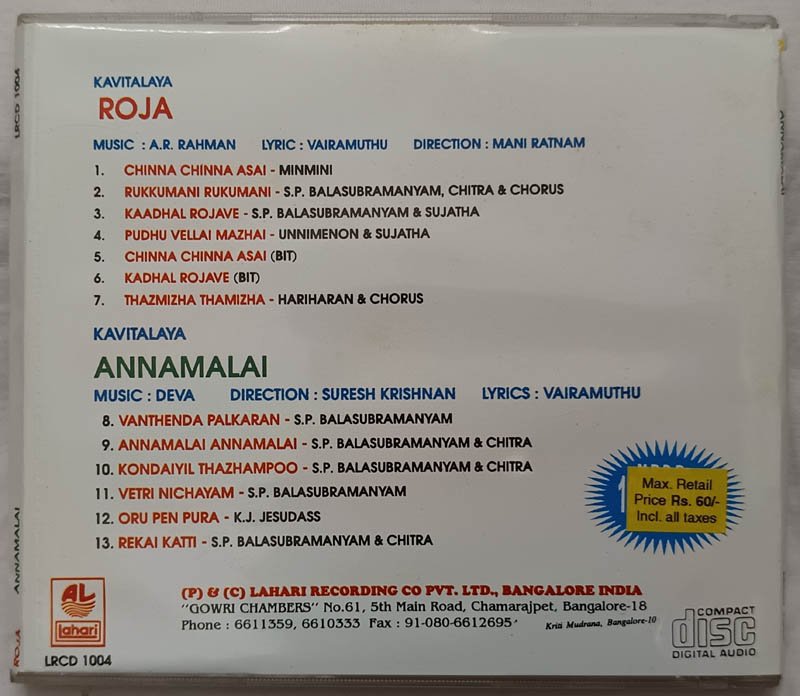 KAVITALAYA
ROJA
MUSIC : A.R. RAHMAN LYRIC : VAIRAMUTHU DIRECTION : MANI RATNAM
1. CHINNA CHINNA ASAI - MINMINI
2. RUKKUMANI RUKUMANI - S.P. BALASUBRAMANYAM, CHITRA & CHORUS
3. KAADHAL ROJAVE - S.P. BALASUBRAMANYAM & SUJATHA
4. PUDHU VELLAI MAZHAI - UNNIMENON & SUJATHA
5. CHINNA CHINNA ASAI (BIT)
6. KADHAL ROJAVE (BIT)
7. THAZMIZHA THAMIZHA - HARIHARAN & CHORUS
KAVITALAYA
ANNAMALAI
MUSIC : DEVA DIRECTION : SURESH KRISHNAN LYRICS : VAIRAMUTHU
8. VANTHENDA PALKARAN - S.P. BALASUBRAMANYAM
9. ANNAMALAI ANNAMALAI - S.P. BALASUBRAMANYAM & CHITRA
10. KONDAIYIL THAZHAMPOO - S.P. BALASUBRAMANYAM & CHITRA
11. VETRI NICHAYAM - S.P. BALASUBRAMANYAM
12. ORU PEN PURA - K.J. JESUDASS
13. REKAI KATTI - S.P. BALASUBRAMANYAM & CHITRA
Max. Retail
Price Rs. 60/-
Incl. all taxes
(P) & (C) LAHARI RECORDING CO PVT. LTD., BANGALORE INDIA
"GOWRI CHAMBERS" No.61, 5th Main Road, Chamarajpet, Bangalore-18
Phone : 6611359, 6610333 Fax : 91-080-6612695
Kriti Mudrana, Bangalore-10
AL
lahari
LRCD 1004
COMPACT
disc
DIGITAL AUDIO
LRCD 1004
ANNAMALAI
ROJA